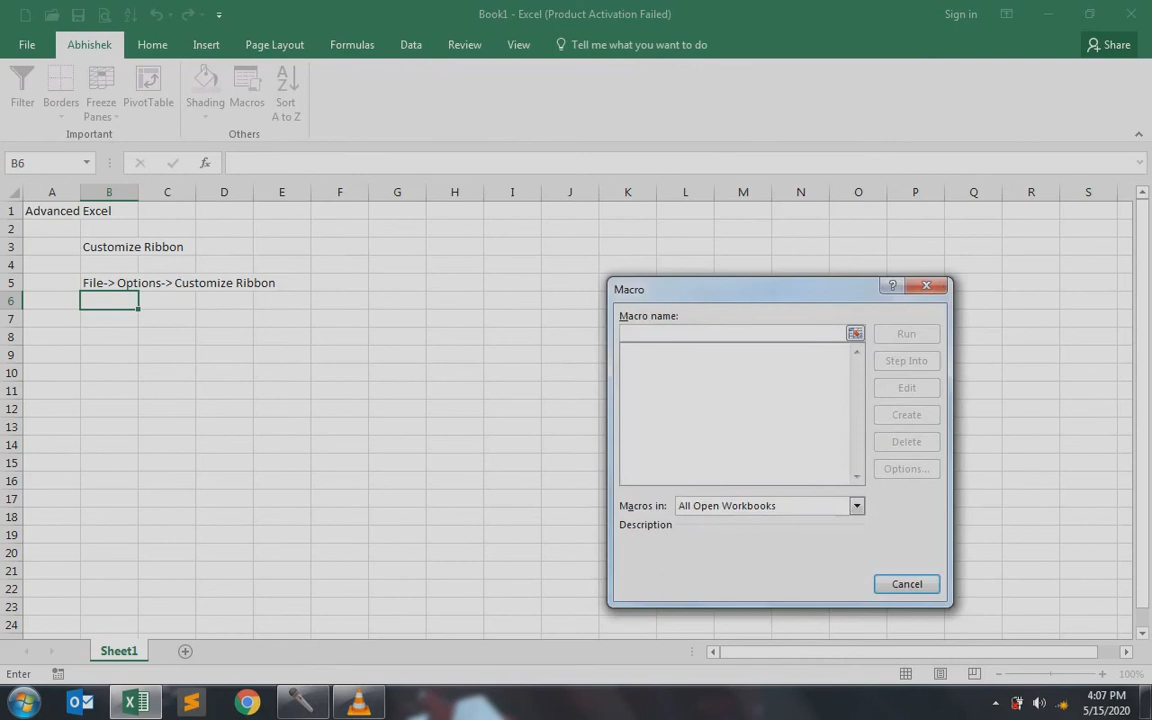 Book1 - Excel (Product Activation Failed)
Sign in
File Abhishek Home Insert Page Layout Formulas Data Review View Tell me what you want to do Share
Filter Borders Freeze Panes PivotTable Shading Macros Sort A to Z
Important Others
B6 fx
A B C D E F G H I J K L M N O P Q R S
1 Advanced Excel
2
3 Customize Ribbon
4
5 File-> Options-> Customize Ribbon
6
7
8
9
10
11
12
13
14
15
16
17
18
19
20
21
22
23
24
Macro
?
Macro name:
Run
Step Into
Edit
Create
Delete
Options...
Macros in: All Open Workbooks
Description
Cancel
Sheet1
Enter 100%
4:07 PM
5/15/2020